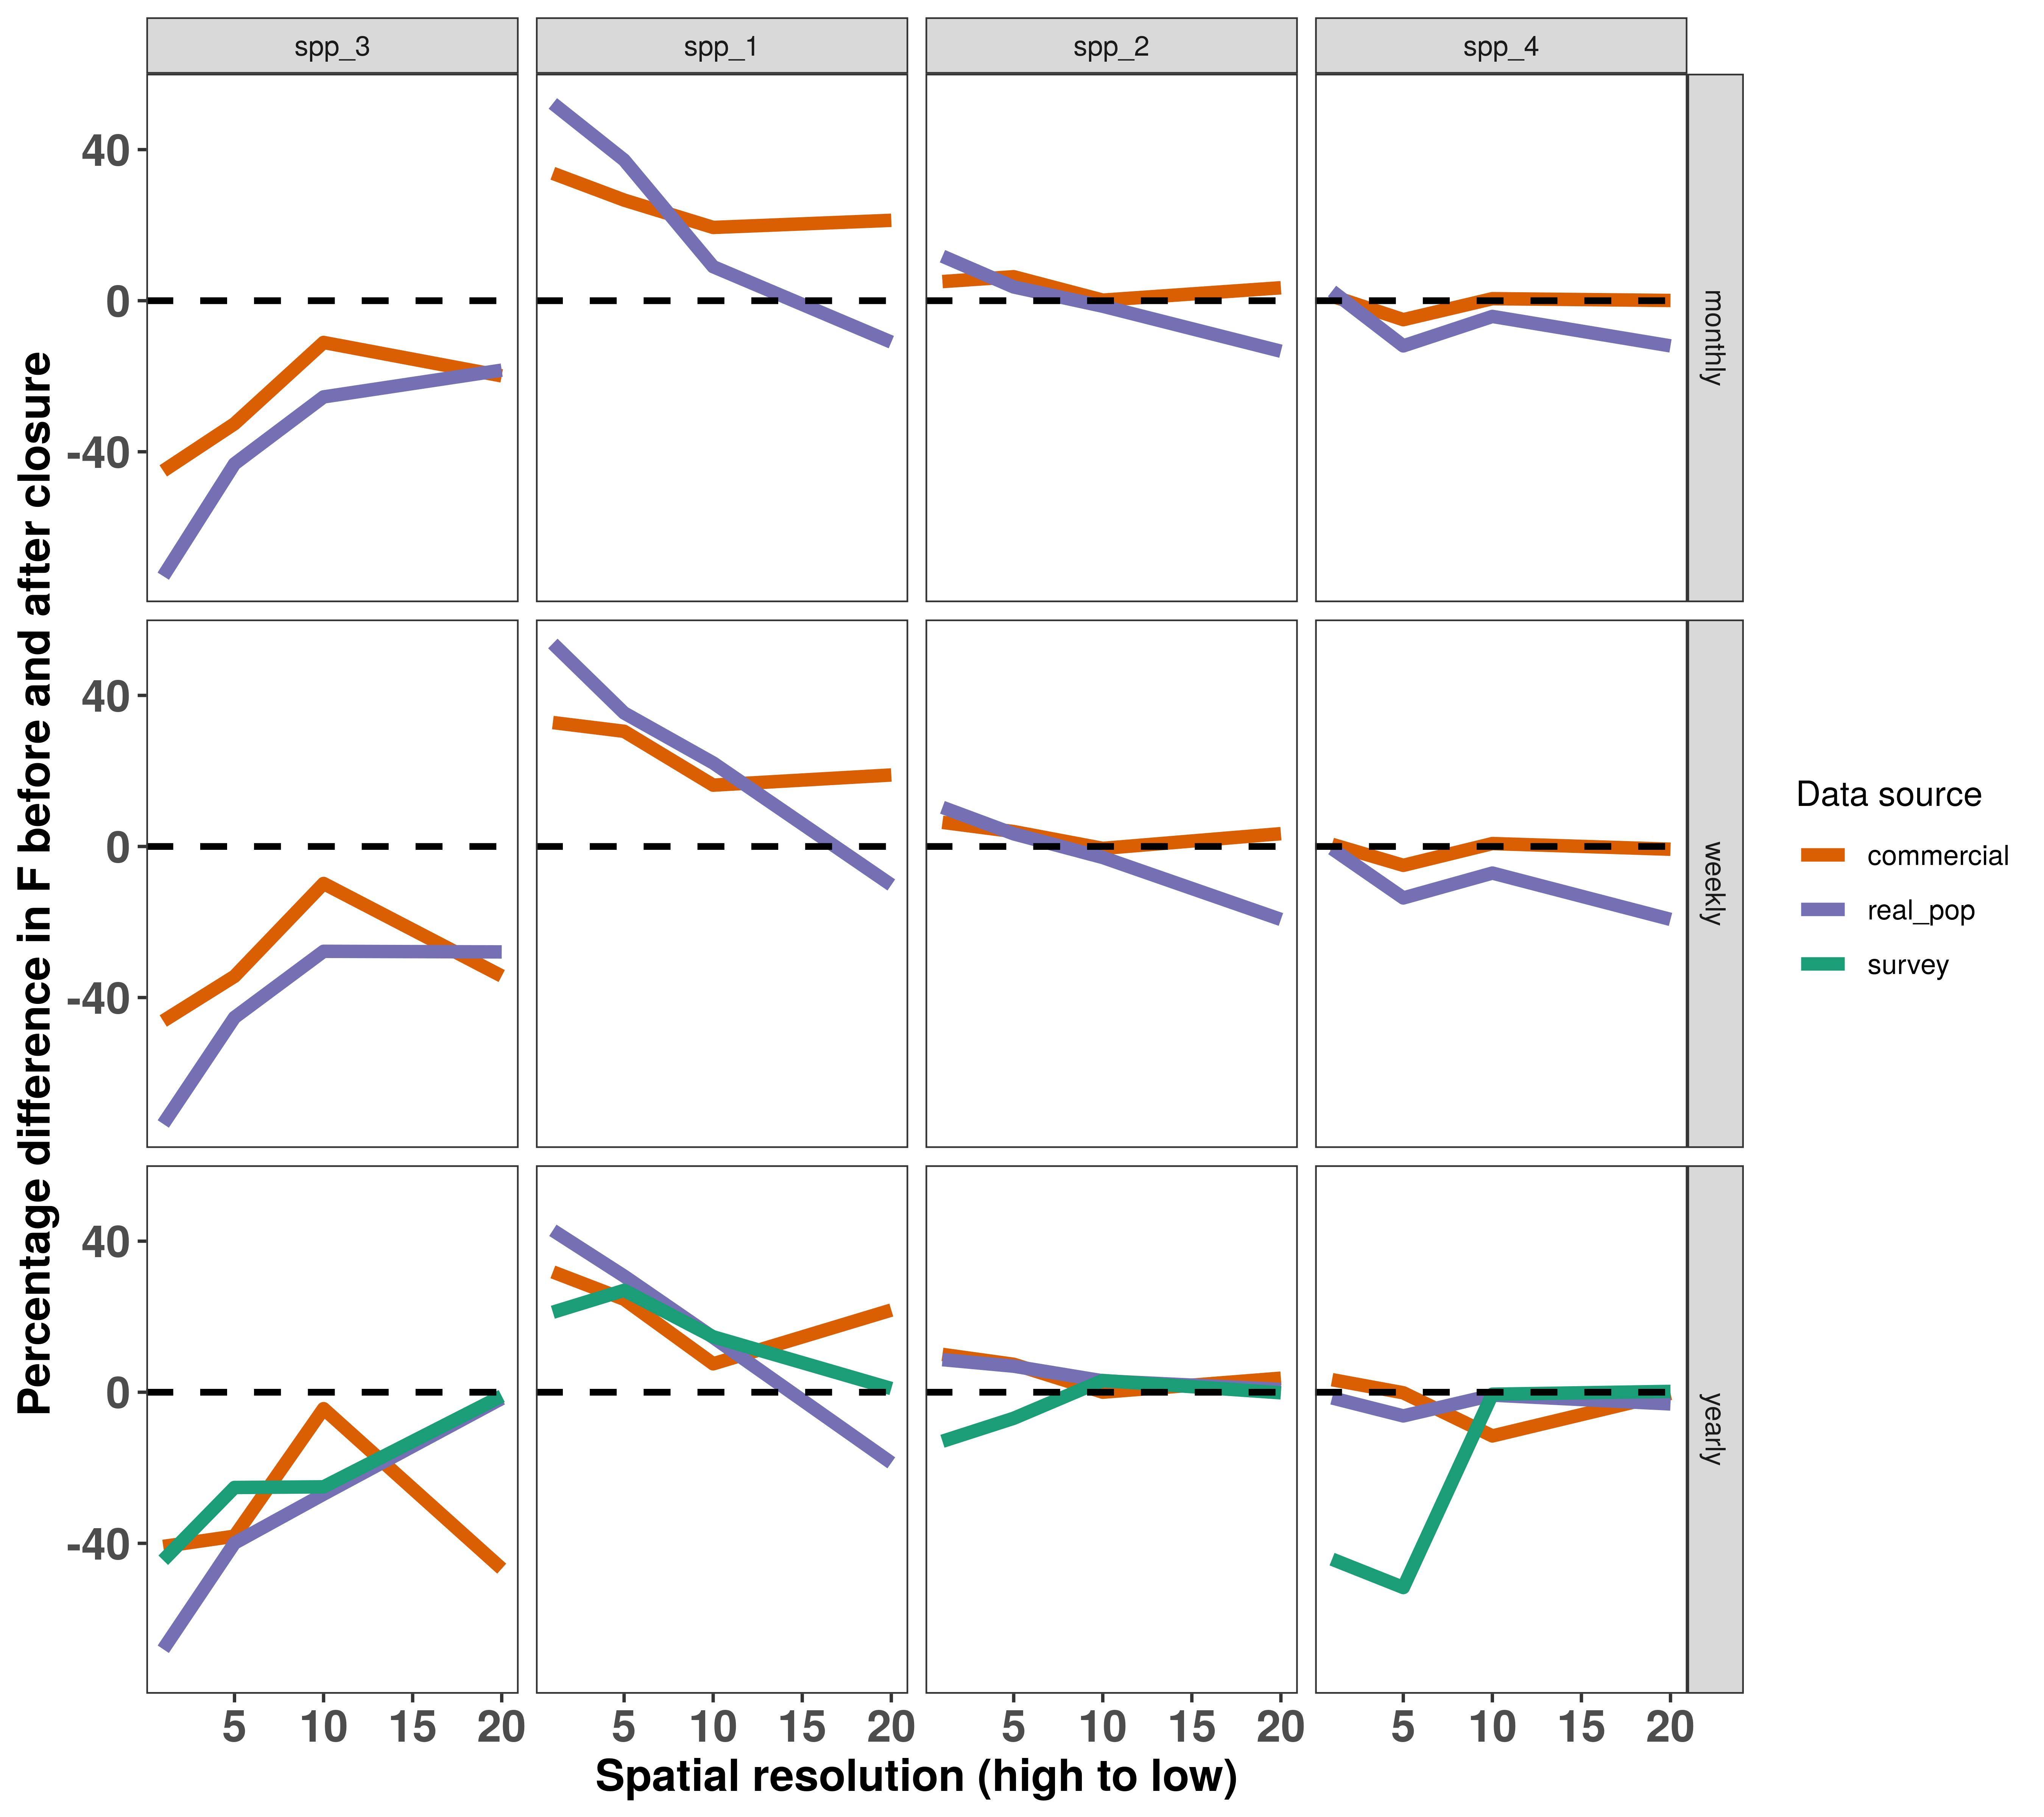 spp_3 spp_1 spp_2 spp_4
Percentage difference in F before and after closure
40
0
-40
monthly
40
0
-40
weekly
40
0
-40
yearly
5 10 15 20 5 10 15 20 5 10 15 20 5 10 15 20
Spatial resolution (high to low)
Data source
commercial
real_pop
survey